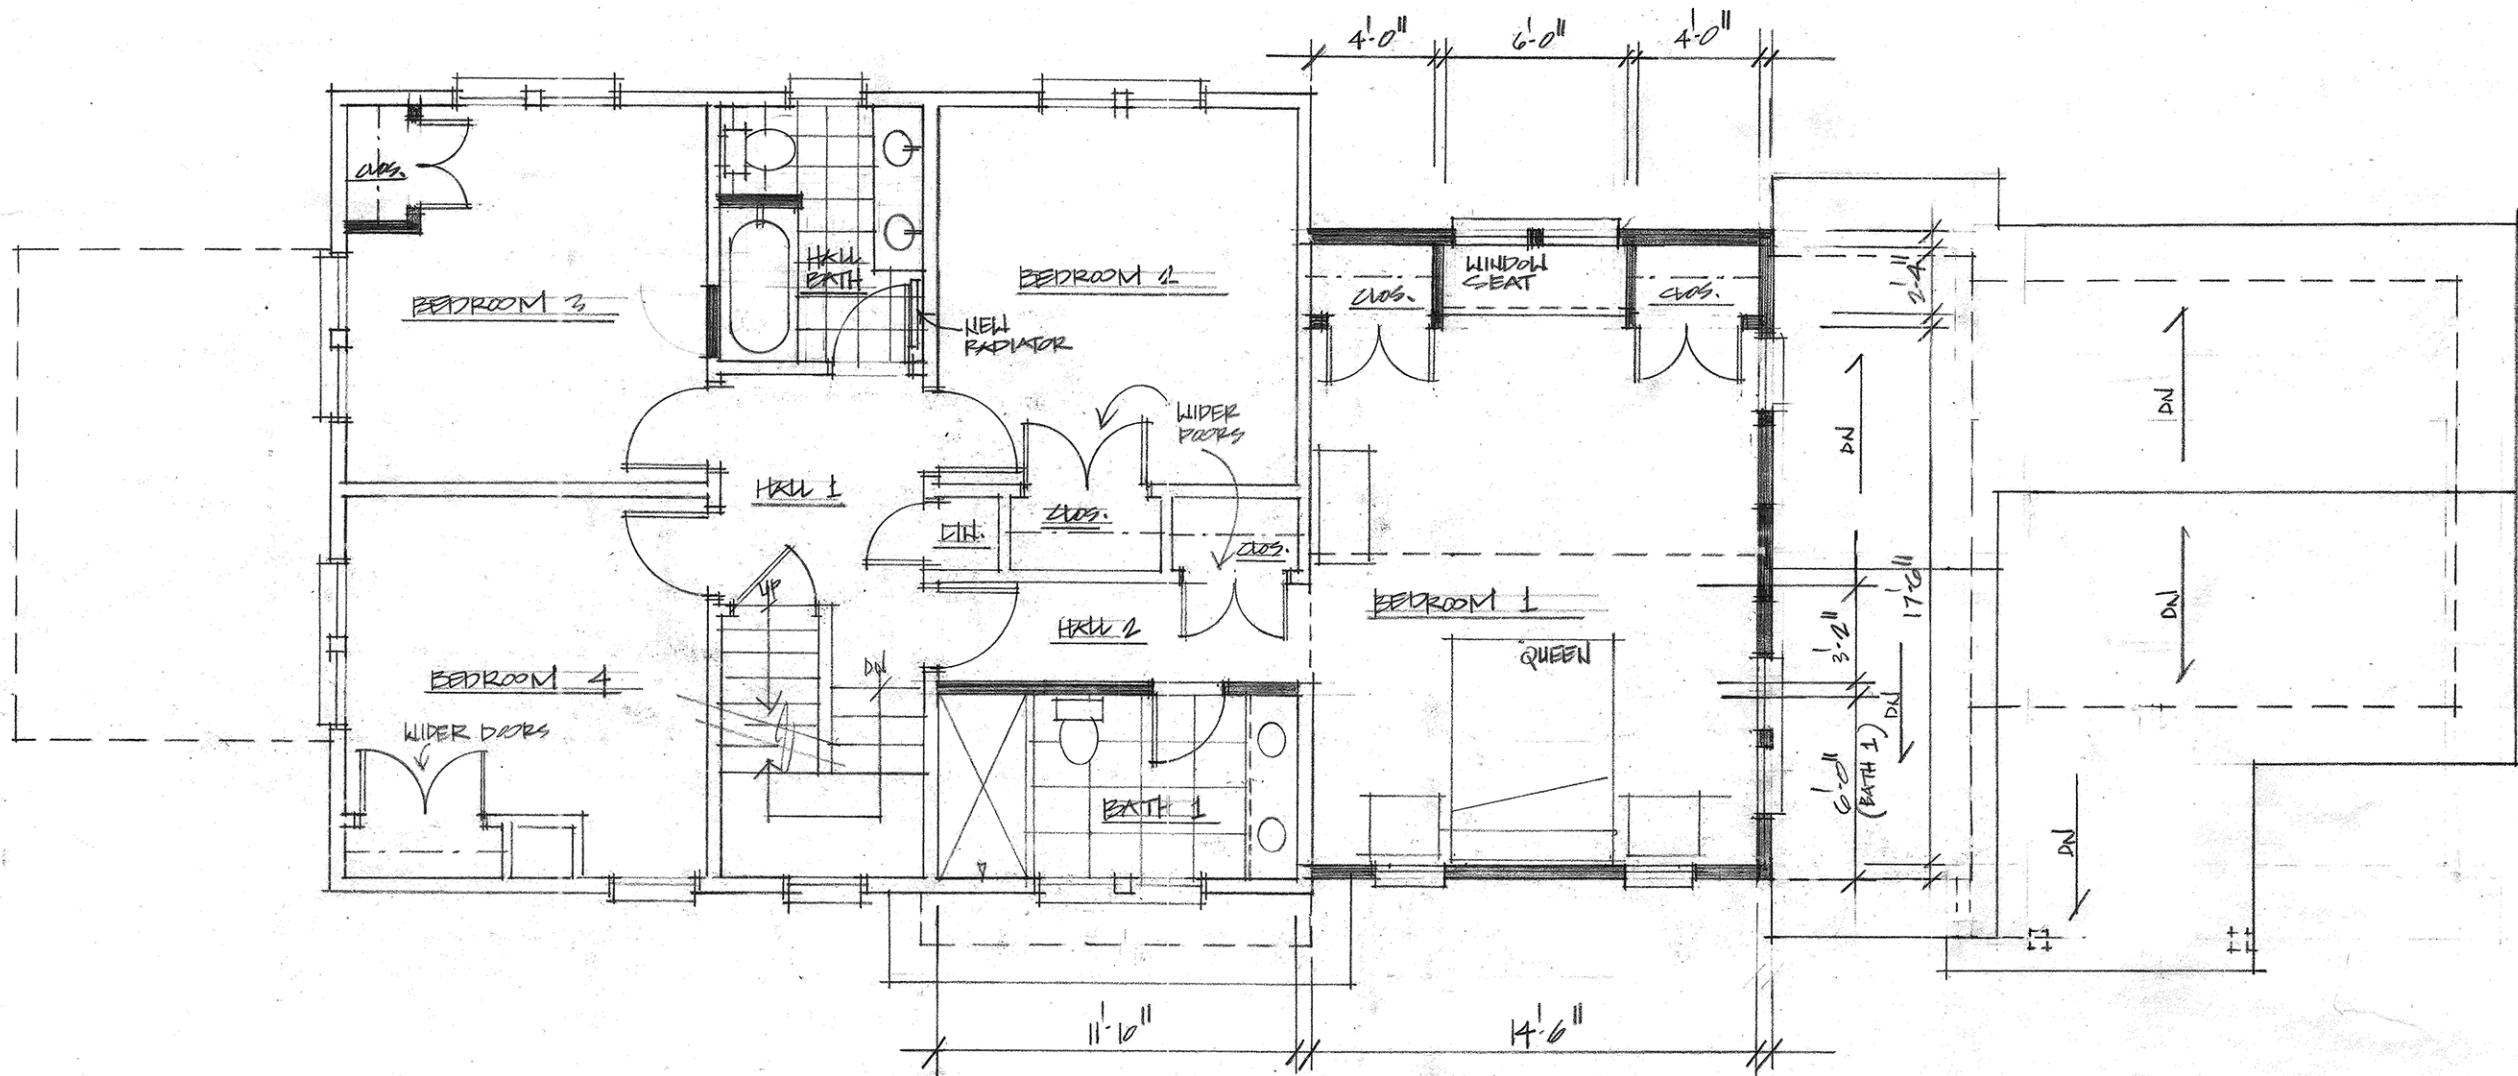 4'-0"
6'-0"
4'-0"
CLOS.
HALL
BATH
BEDROOM 3
BEDROOM 2
NEW
RADIATOR
WINDOW
SEAT
CLOS.
CLOS.
2'-4"
WIDER
DOORS
DN
DN
HALL 1
LIN.
CLOS.
CLOS.
UP
BEDROOM 1
HALL 2
QUEEN
17'-6"
3'-2"
DN
DN
BEDROOM 4
DN
WIDER DOORS
BATH 1
6'-0"
(BATH 1)
DN
11'-10"
14'-6"